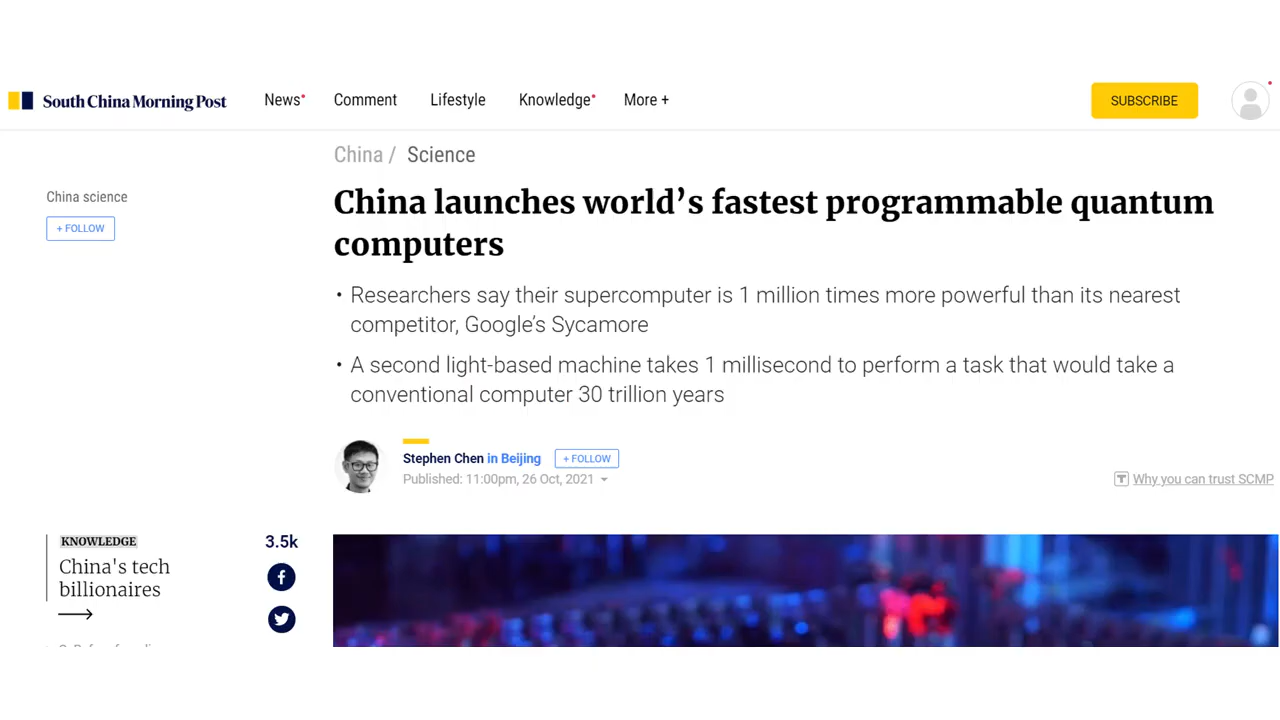 South China Morning Post
News
Comment
Lifestyle
Knowledge
More +
SUBSCRIBE
China / Science
China science
+ FOLLOW
China launches world’s fastest programmable quantum
computers
• Researchers say their supercomputer is 1 million times more powerful than its nearest
competitor, Google’s Sycamore
• A second light-based machine takes 1 millisecond to perform a task that would take a
conventional computer 30 trillion years
Stephen Chen in Beijing
+ FOLLOW
Published: 11:00pm, 26 Oct, 2021
Why you can trust SCMP
KNOWLEDGE
China's tech
billionaires
3.5k